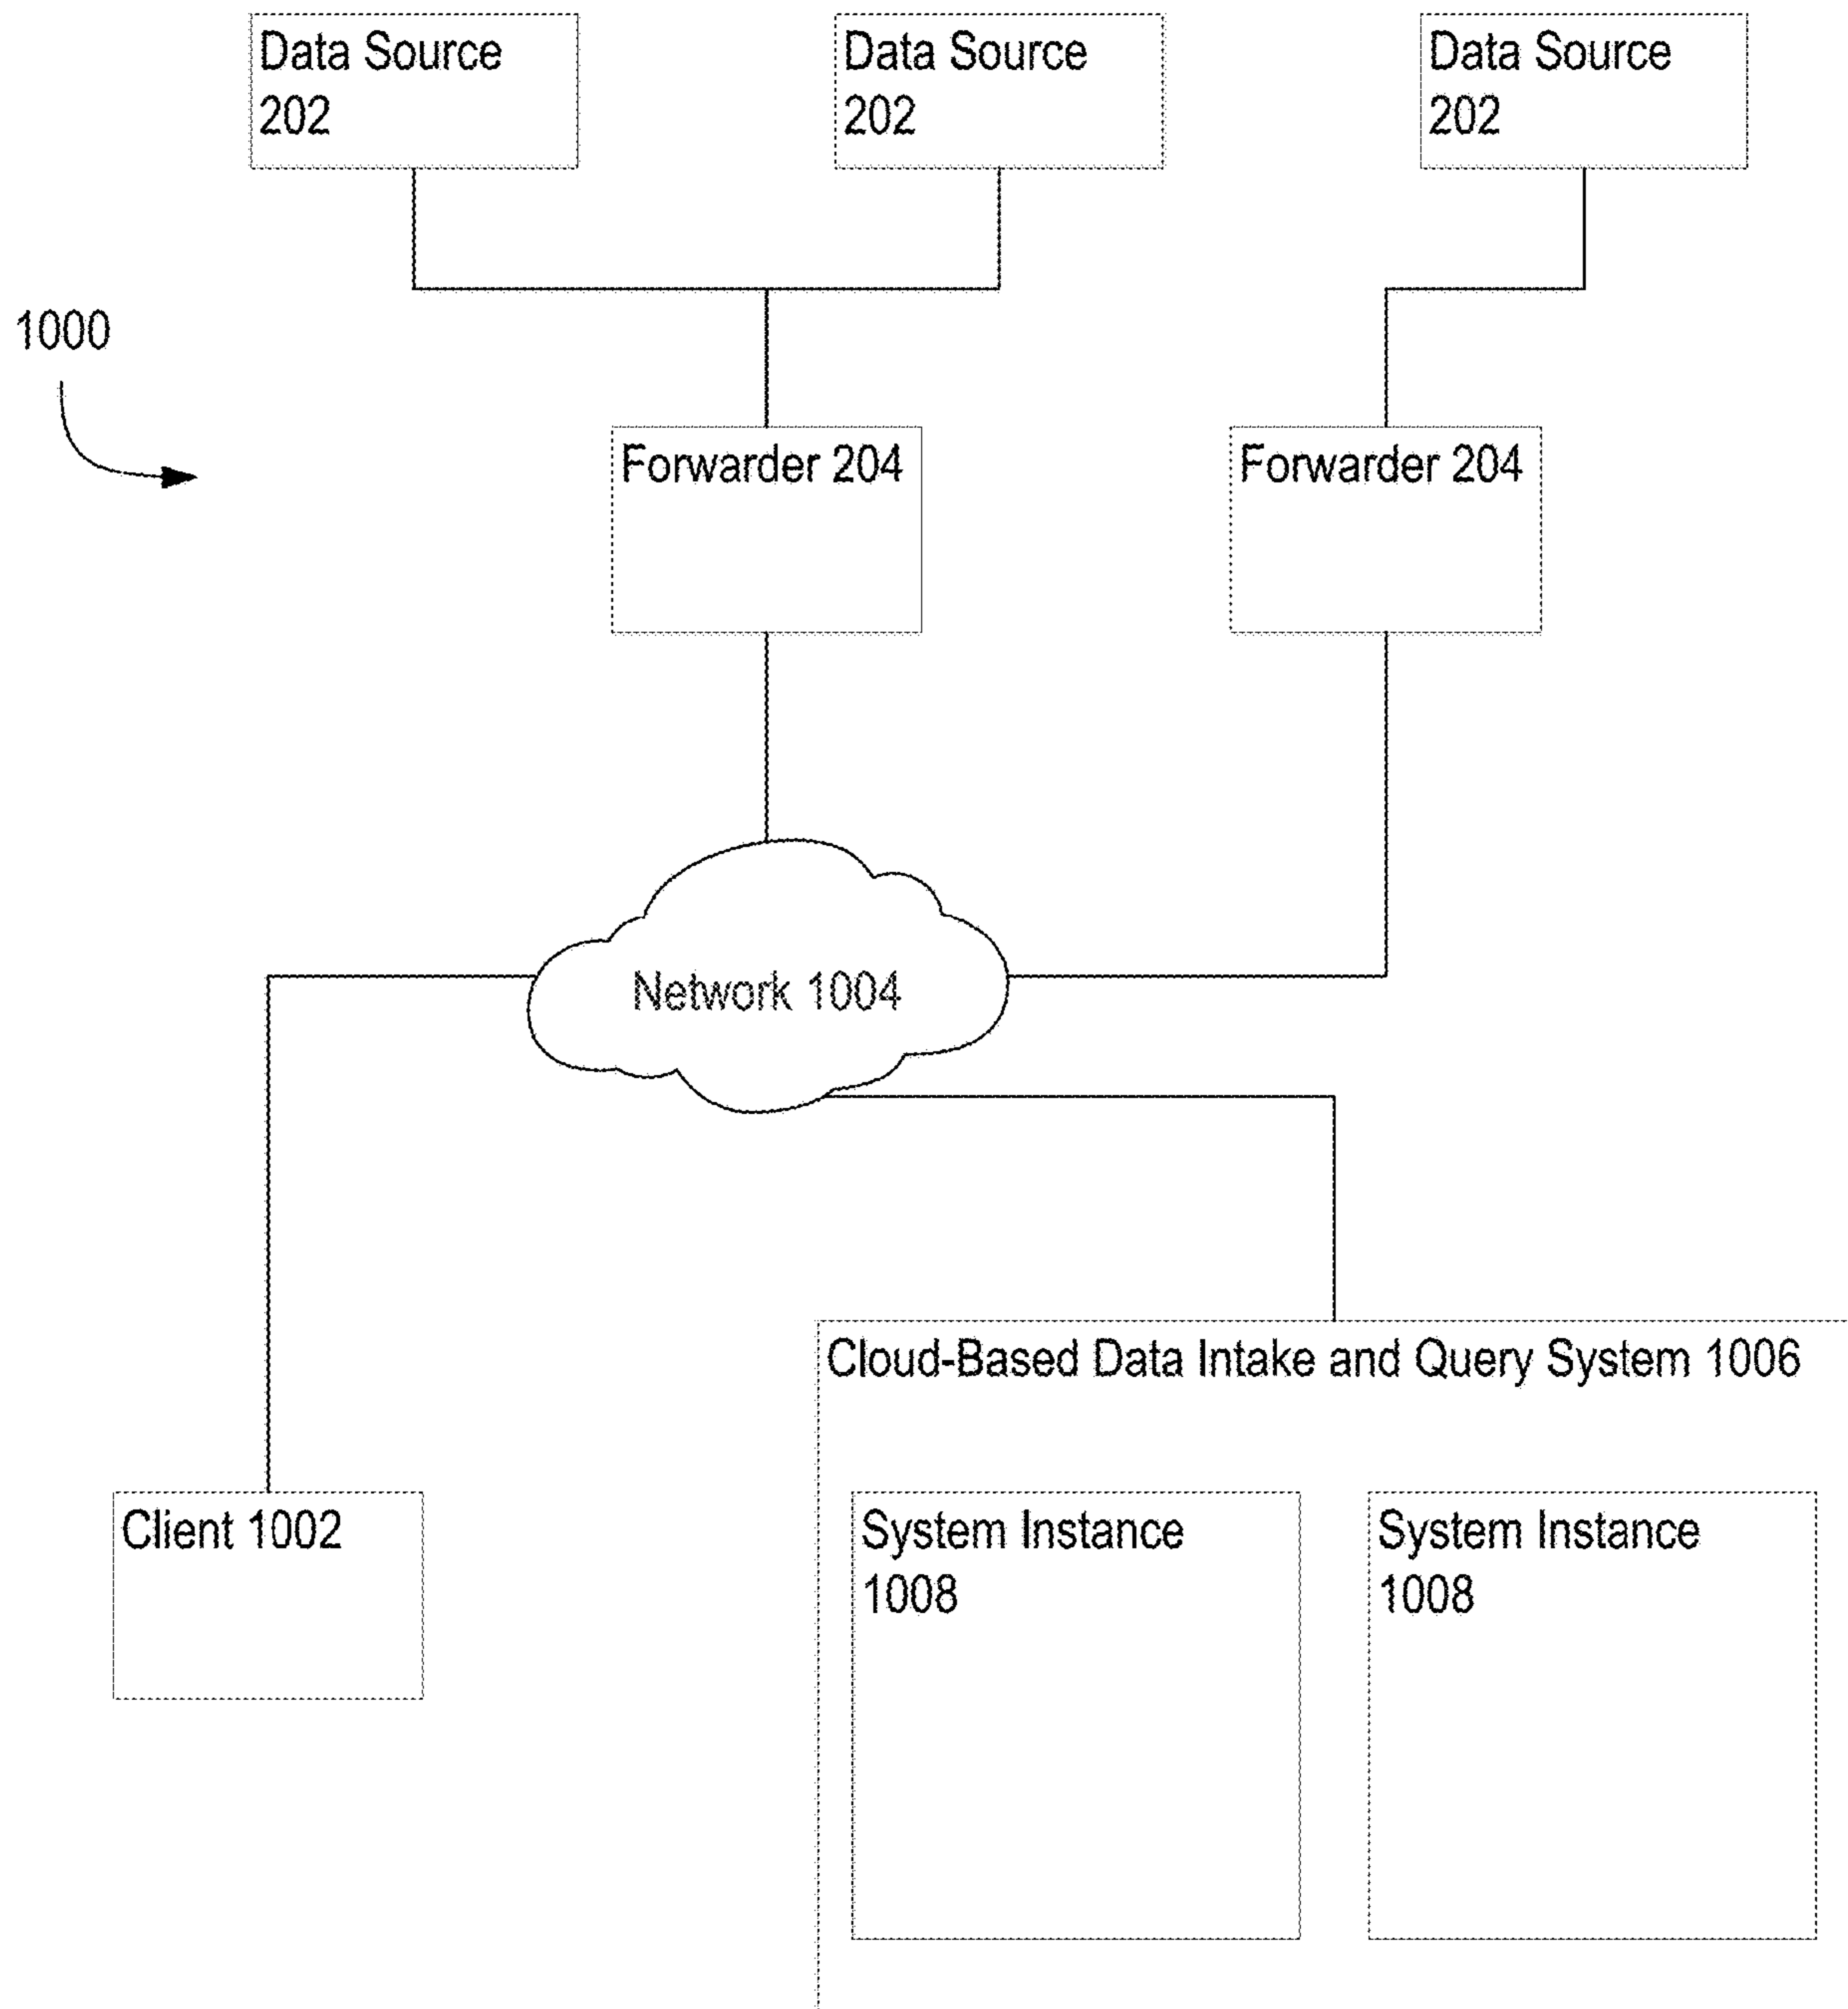 Data Source
202
Data Source
202
Data Source
202
1000
Forwarder 204
Forwarder 204
Network 1004
Cloud-Based Data Intake and Query System 1006
Client 1002
System Instance
1008
System Instance
1008